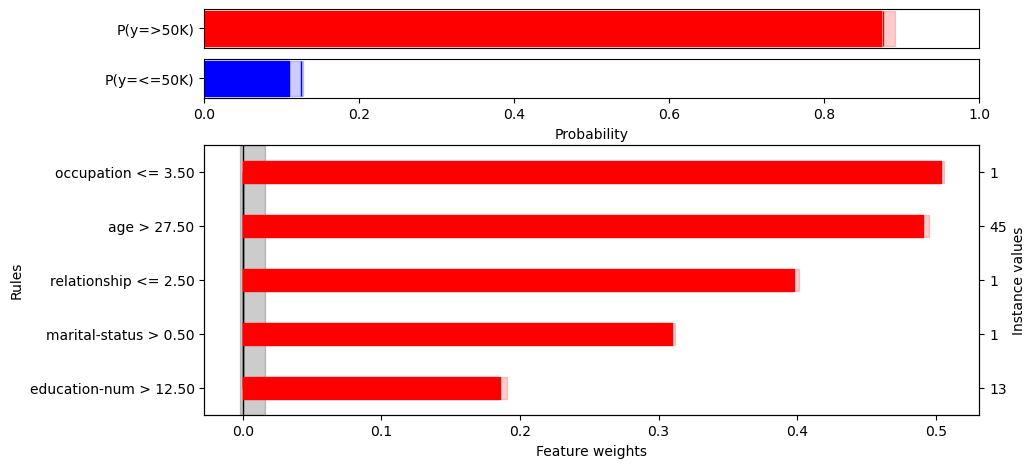 P(y=>50K)
P(y=<=50K)
0.0 0.2 0.4 0.6 0.8 1.0
Probability
Rules
occupation <= 3.50 1
age > 27.50 45
relationship <= 2.50 1
marital-status > 0.50 1
education-num > 12.50 13
Instance values
0.0 0.1 0.2 0.3 0.4 0.5
Feature weights